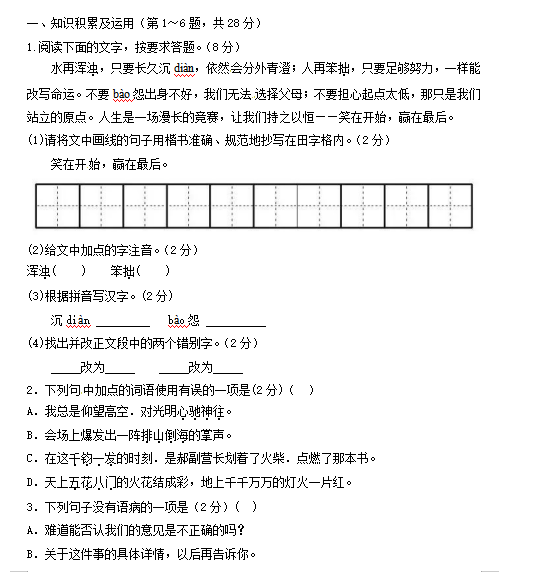 一、知识积累及运用（第1～6题，共28分）
1.阅读下面的文字，按要求答题。(8分)
水再浑浊，只要长久沉diàn，依然会分外青澄；人再笨拙，只要足够努力，一样能
改写命运。不要bào怨出身不好，我们无法选择父母；不要担心起点太低，那只是我们
站立的原点。人生是一场漫长的竞赛，让我们持之以恒——笑在开始，赢在最后。
(1)请将文中画线的句子用楷书准确、规范地抄写在田字格内。(2分)
笑在开始，赢在最后。
(2)给文中加点的字注音。(2分)
浑浊(　　)　　笨拙(　　)
(3)根据拼音写汉字。(2分)
沉diàn ________　bào怨 ________
(4)找出并改正文段中的两个错别字。(2分)
____改为____　　____改为____
2．下列句中加点的词语使用有误的一项是(2分)（　）
A．我总是仰望高空．对光明心驰神往。
B．会场上爆发出一阵排山倒海的掌声。
C．在这千钧一发的时刻．是郝副营长划着了火柴．点燃了那本书。
D．天上五花八门的火花结成彩，地上千千万万的灯火一片红。
3．下列句子没有语病的一项是（2分）（　）
A．难道能否认我们的意见是不正确的吗?
B．关于这件事的具体详情，以后再告诉你。